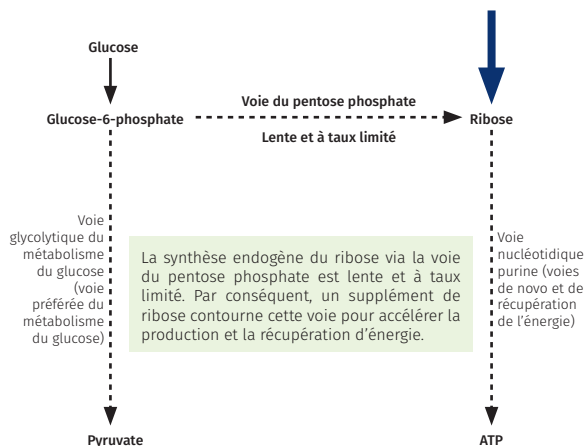 Glucose
Voie du pentose phosphate
Glucose-6-phosphate
Ribose
Lente et à taux limité
Voie
glycolytique du
métabolisme
du glucose
(voie
préférée du
métabolisme
du glucose)
La synthèse endogène du ribose via la voie
du pentose phosphate est lente et à taux
limité. Par conséquent, un supplément de
ribose contourne cette voie pour accélérer la
production et la récupération d’énergie.
Voie
nucléotidique
purine (voies
de novo et de
récupération
de l’énergie)
Pyruvate
ATP